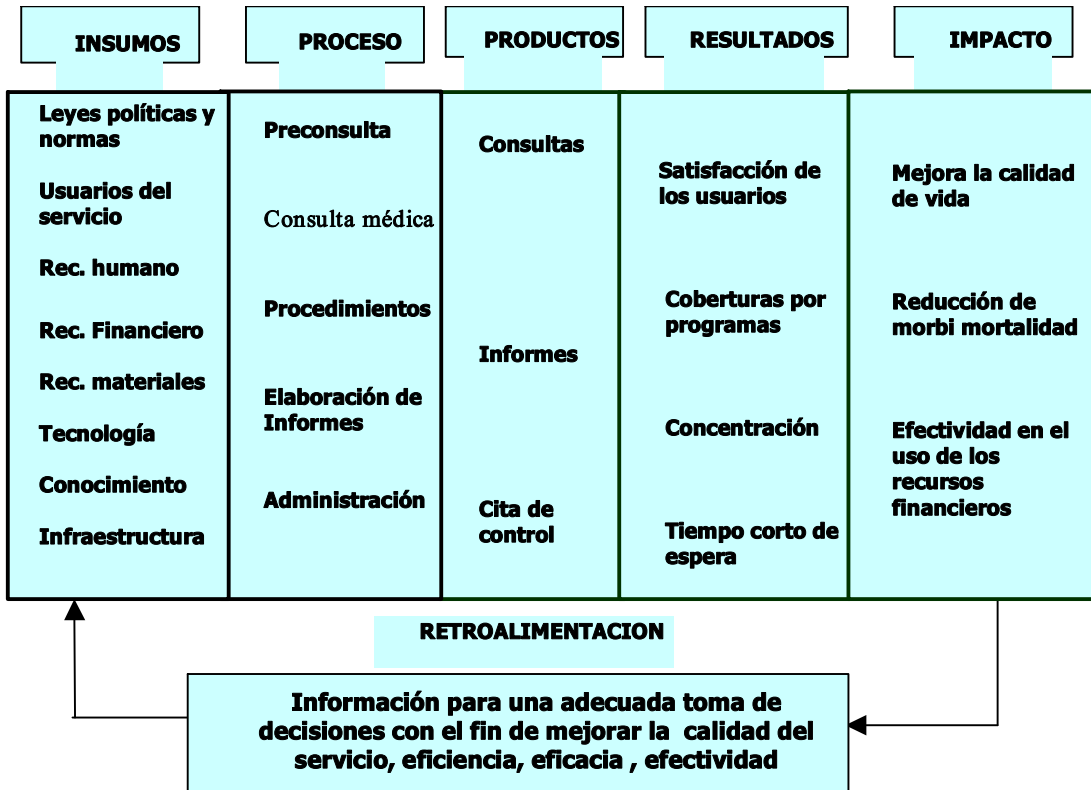 INSUMOS
PROCESO
PRODUCTOS
RESULTADOS
IMPACTO
Leyes políticas y
normas
Usuarios del
servicio
Rec. humano
Rec. Financiero
Rec. materiales
Tecnología
Conocimiento
Infraestructura
Preconsulta
Consulta médica
Procedimientos
Elaboración de
Informes
Administración
Consultas
Informes
Cita de
control
Satisfacción de
los usuarios
Coberturas por
programas
Concentración
Tiempo corto de
espera
Mejora la calidad
de vida
Reducción de
morbi mortalidad
Efectividad en el
uso de los
recursos
financieros
RETROALIMENTACION
Información para una adecuada toma de
decisiones con el fin de mejorar la calidad del
servicio, eficiencia, eficacia , efectividad